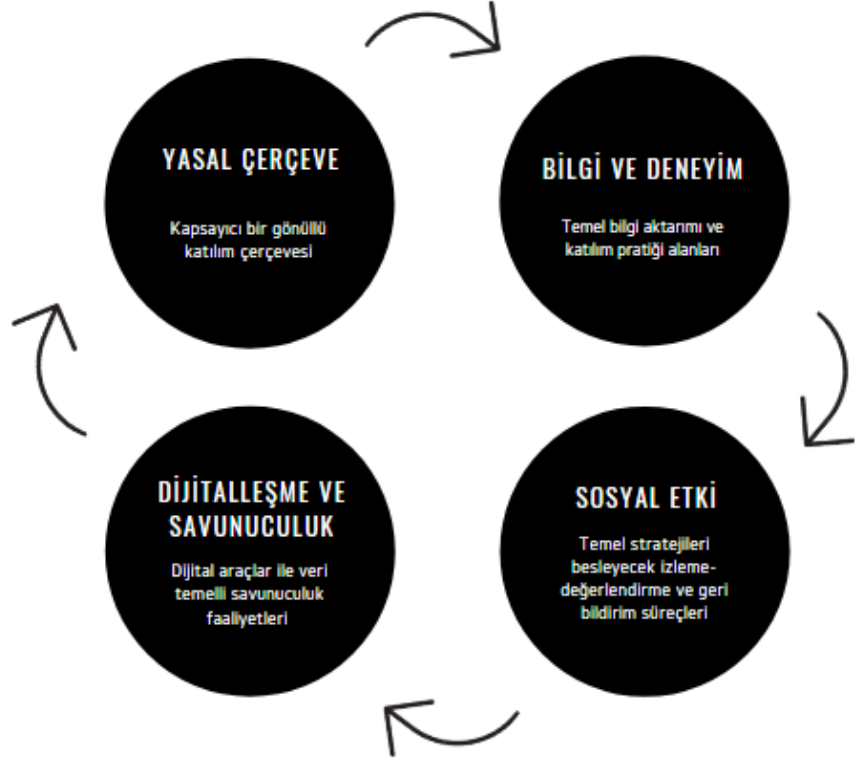 YASAL ÇERÇEVE
Kapsayıcı bir gönüllü
katılım çerçevesi
BİLGİ VE DENEYİM
Temel bilgi aktarımı ve
katılım pratiği alanları
DİJİTALLEŞME VE
SAVUNUCULUK
Dijital araçlar ile veri
temelli savunuculuk
faaliyetleri
SOSYAL ETKİ
Temel stratejileri
besleyecek izleme-
değerlendirme ve geri
bildirim süreçleri